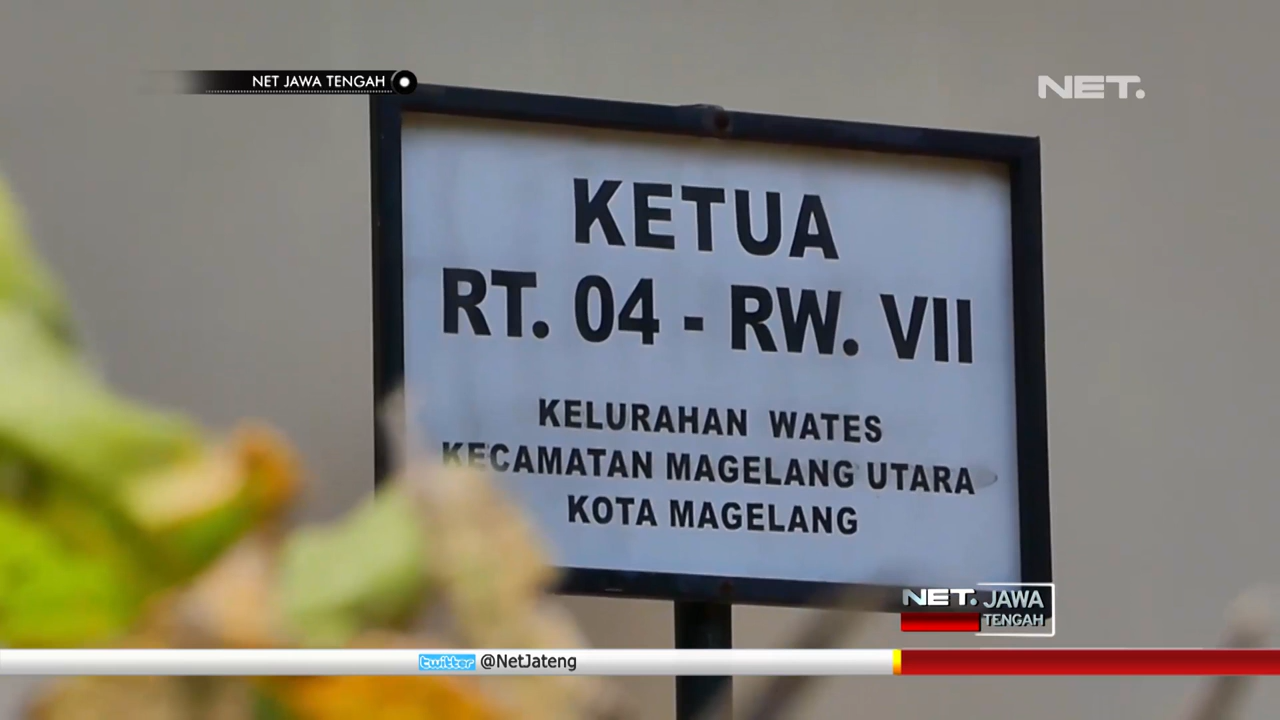 NET JAWA TENGAH
NET.
KETUA
RT. 04 - RW. VII
KELURAHAN WATES
KECAMATAN MAGELANG UTARA
KOTA MAGELANG
NET. JAWA
TENGAH
twitter @NetJateng